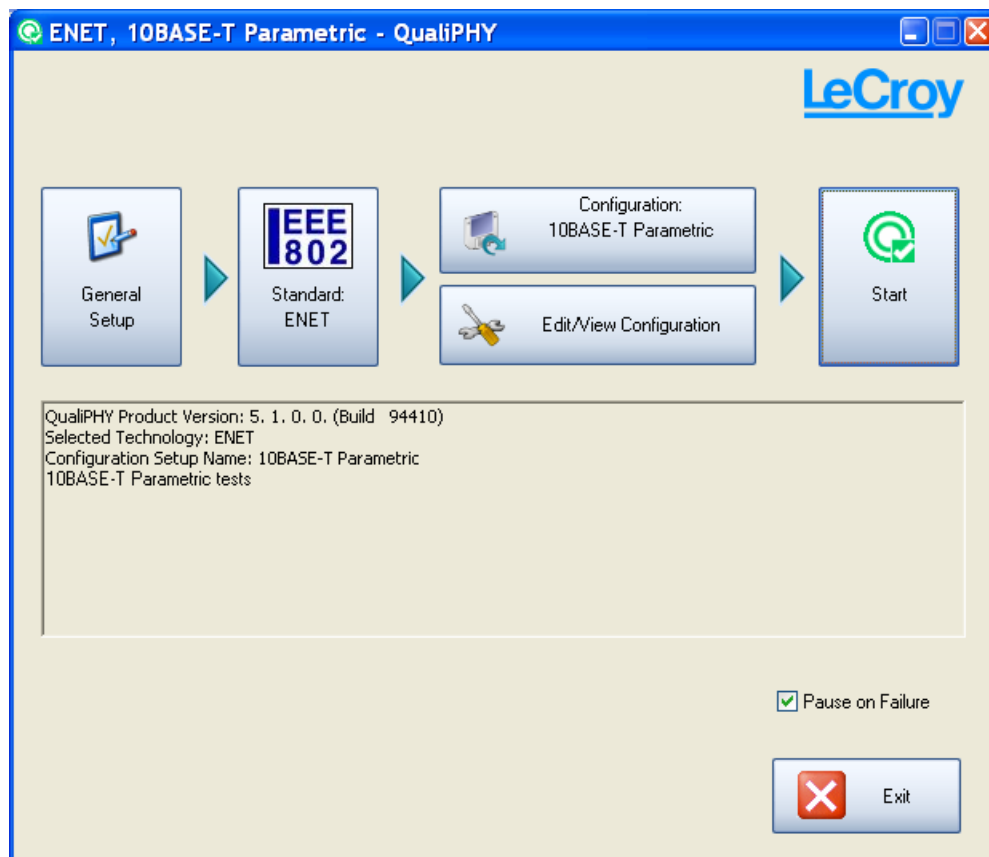 ENET, 10BASE-T Parametric - QualiPHY
LeCroy
General
Setup
IEEE
802
Standard:
ENET
Configuration:
10BASE-T Parametric
Edit/View Configuration
Start
QualiPHY Product Version: 5. 1. 0. 0. (Build 94410)
Selected Technology: ENET
Configuration Setup Name: 10BASE-T Parametric
10BASE-T Parametric tests
Pause on Failure
Exit